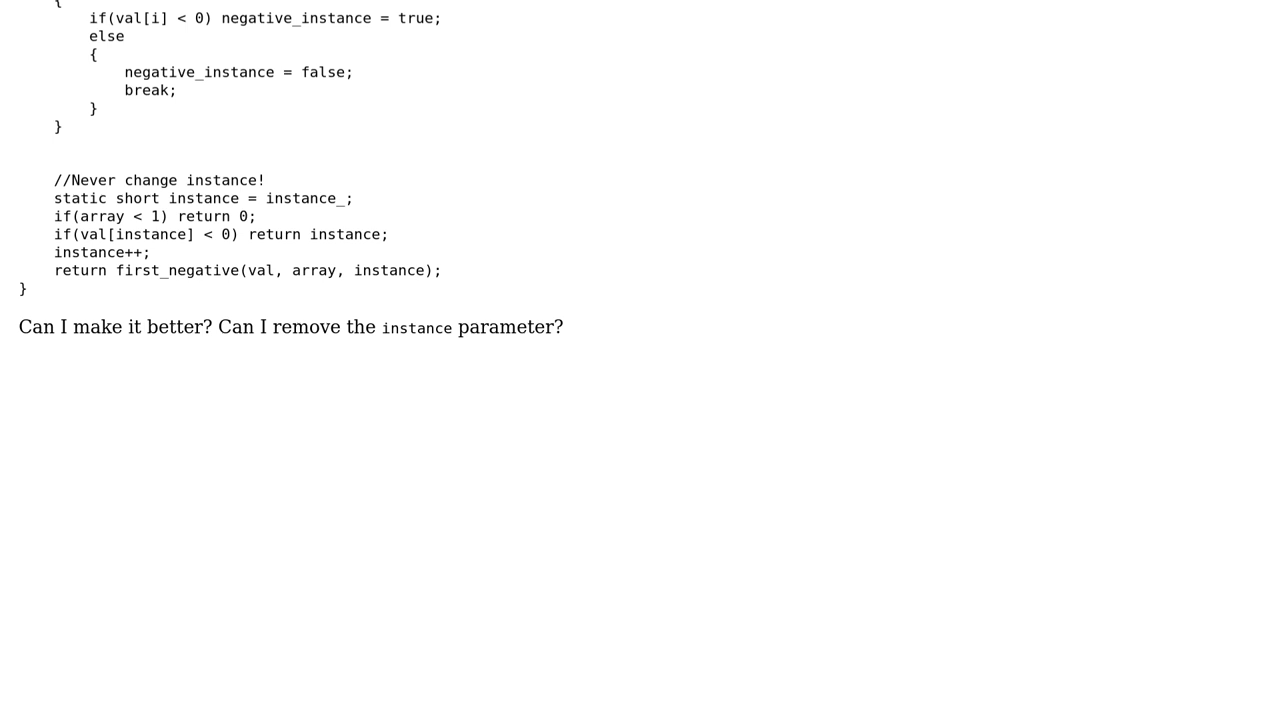 {
if(val[i] < 0) negative_instance = true;
else
{
negative_instance = false;
break;
}
}
//Never change instance!
static short instance = instance_;
if(array < 1) return 0;
if(val[instance] < 0) return instance;
instance++;
return first_negative(val, array, instance);
}
Can I make it better? Can I remove the instance parameter?